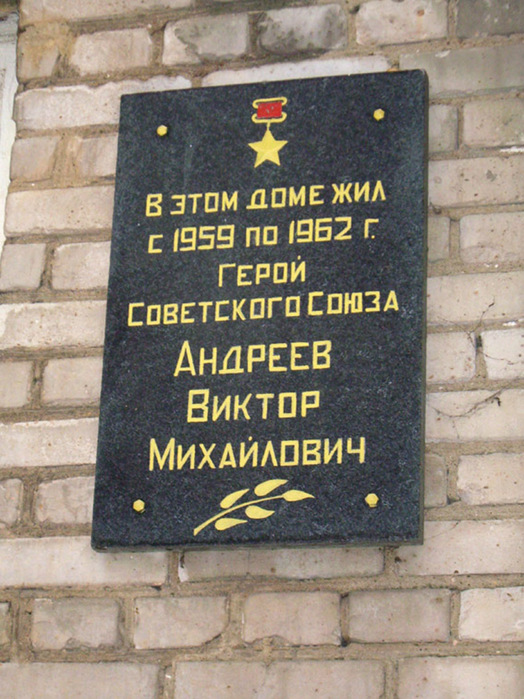 В ЭТОМ ДОМЕ ЖИЛ
С 1959 ПО 1962 Г.
ГЕРОЙ
СОВЕТСКОГО СОЮЗА
АНДРЕЕВ
ВИКТОР
МИХАЙЛОВИЧ